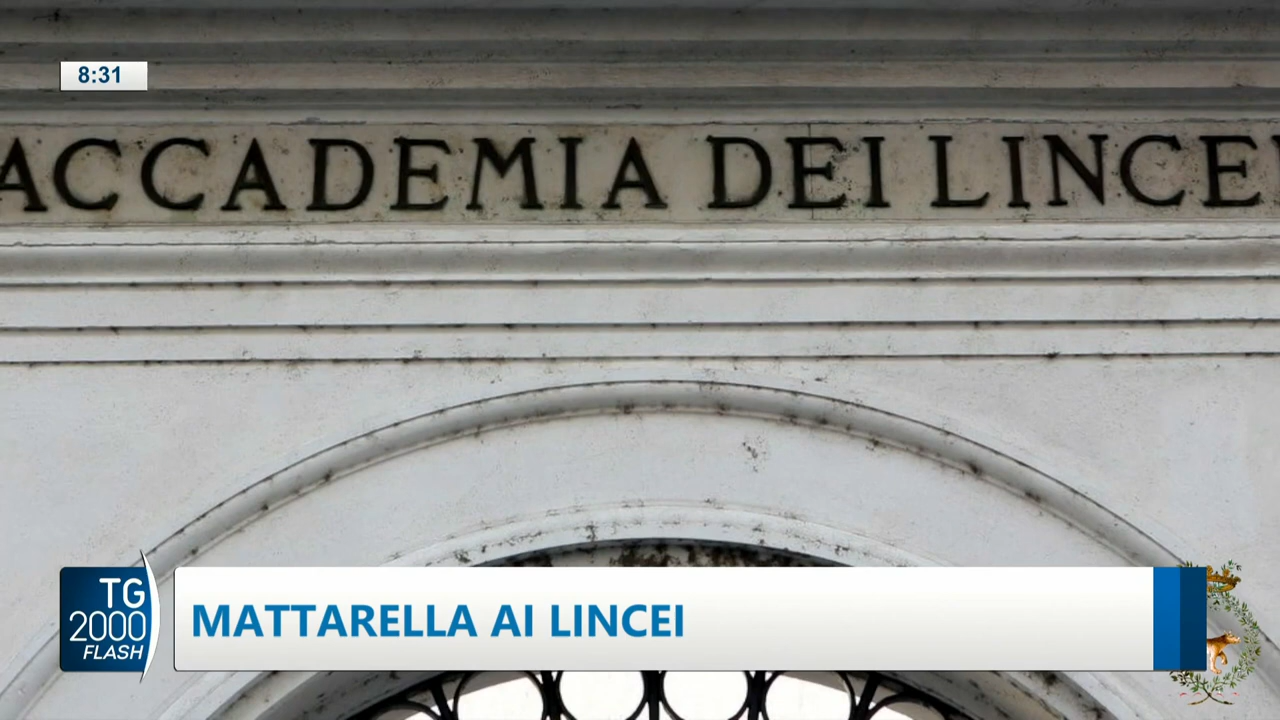 8:31
ACCADEMIA DEI LINCEI
TG
2000
FLASH
MATTARELLA AI LINCEI